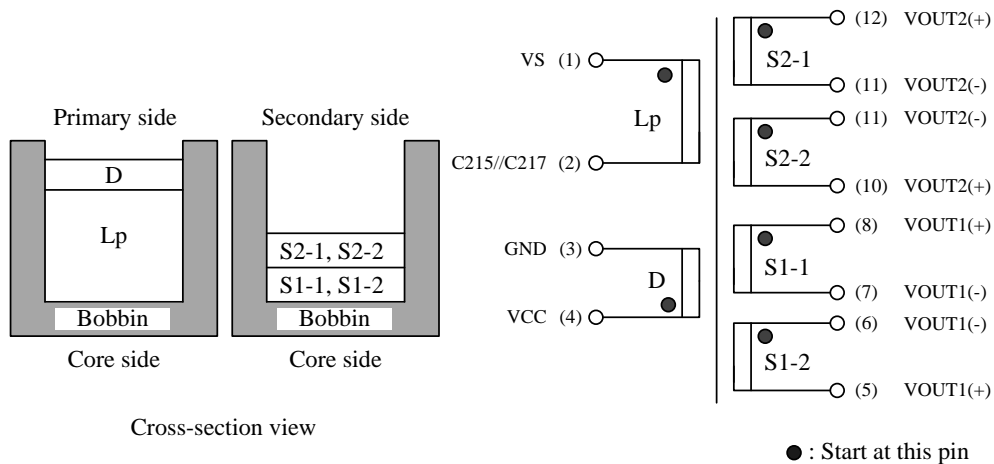 Primary side
D
Lp
Bobbin
Core side
Secondary side
S2-1, S2-2
S1-1, S1-2
Bobbin
Core side
Cross-section view
VS (1)
Lp
C215//C217 (2)
GND (3)
D
VCC (4)
(12) VOUT2(+)
S2-1
(11) VOUT2(-)
(11) VOUT2(-)
S2-2
(10) VOUT2(+)
(8) VOUT1(+)
S1-1
(7) VOUT1(-)
(6) VOUT1(-)
S1-2
(5) VOUT1(+)
: Start at this pin